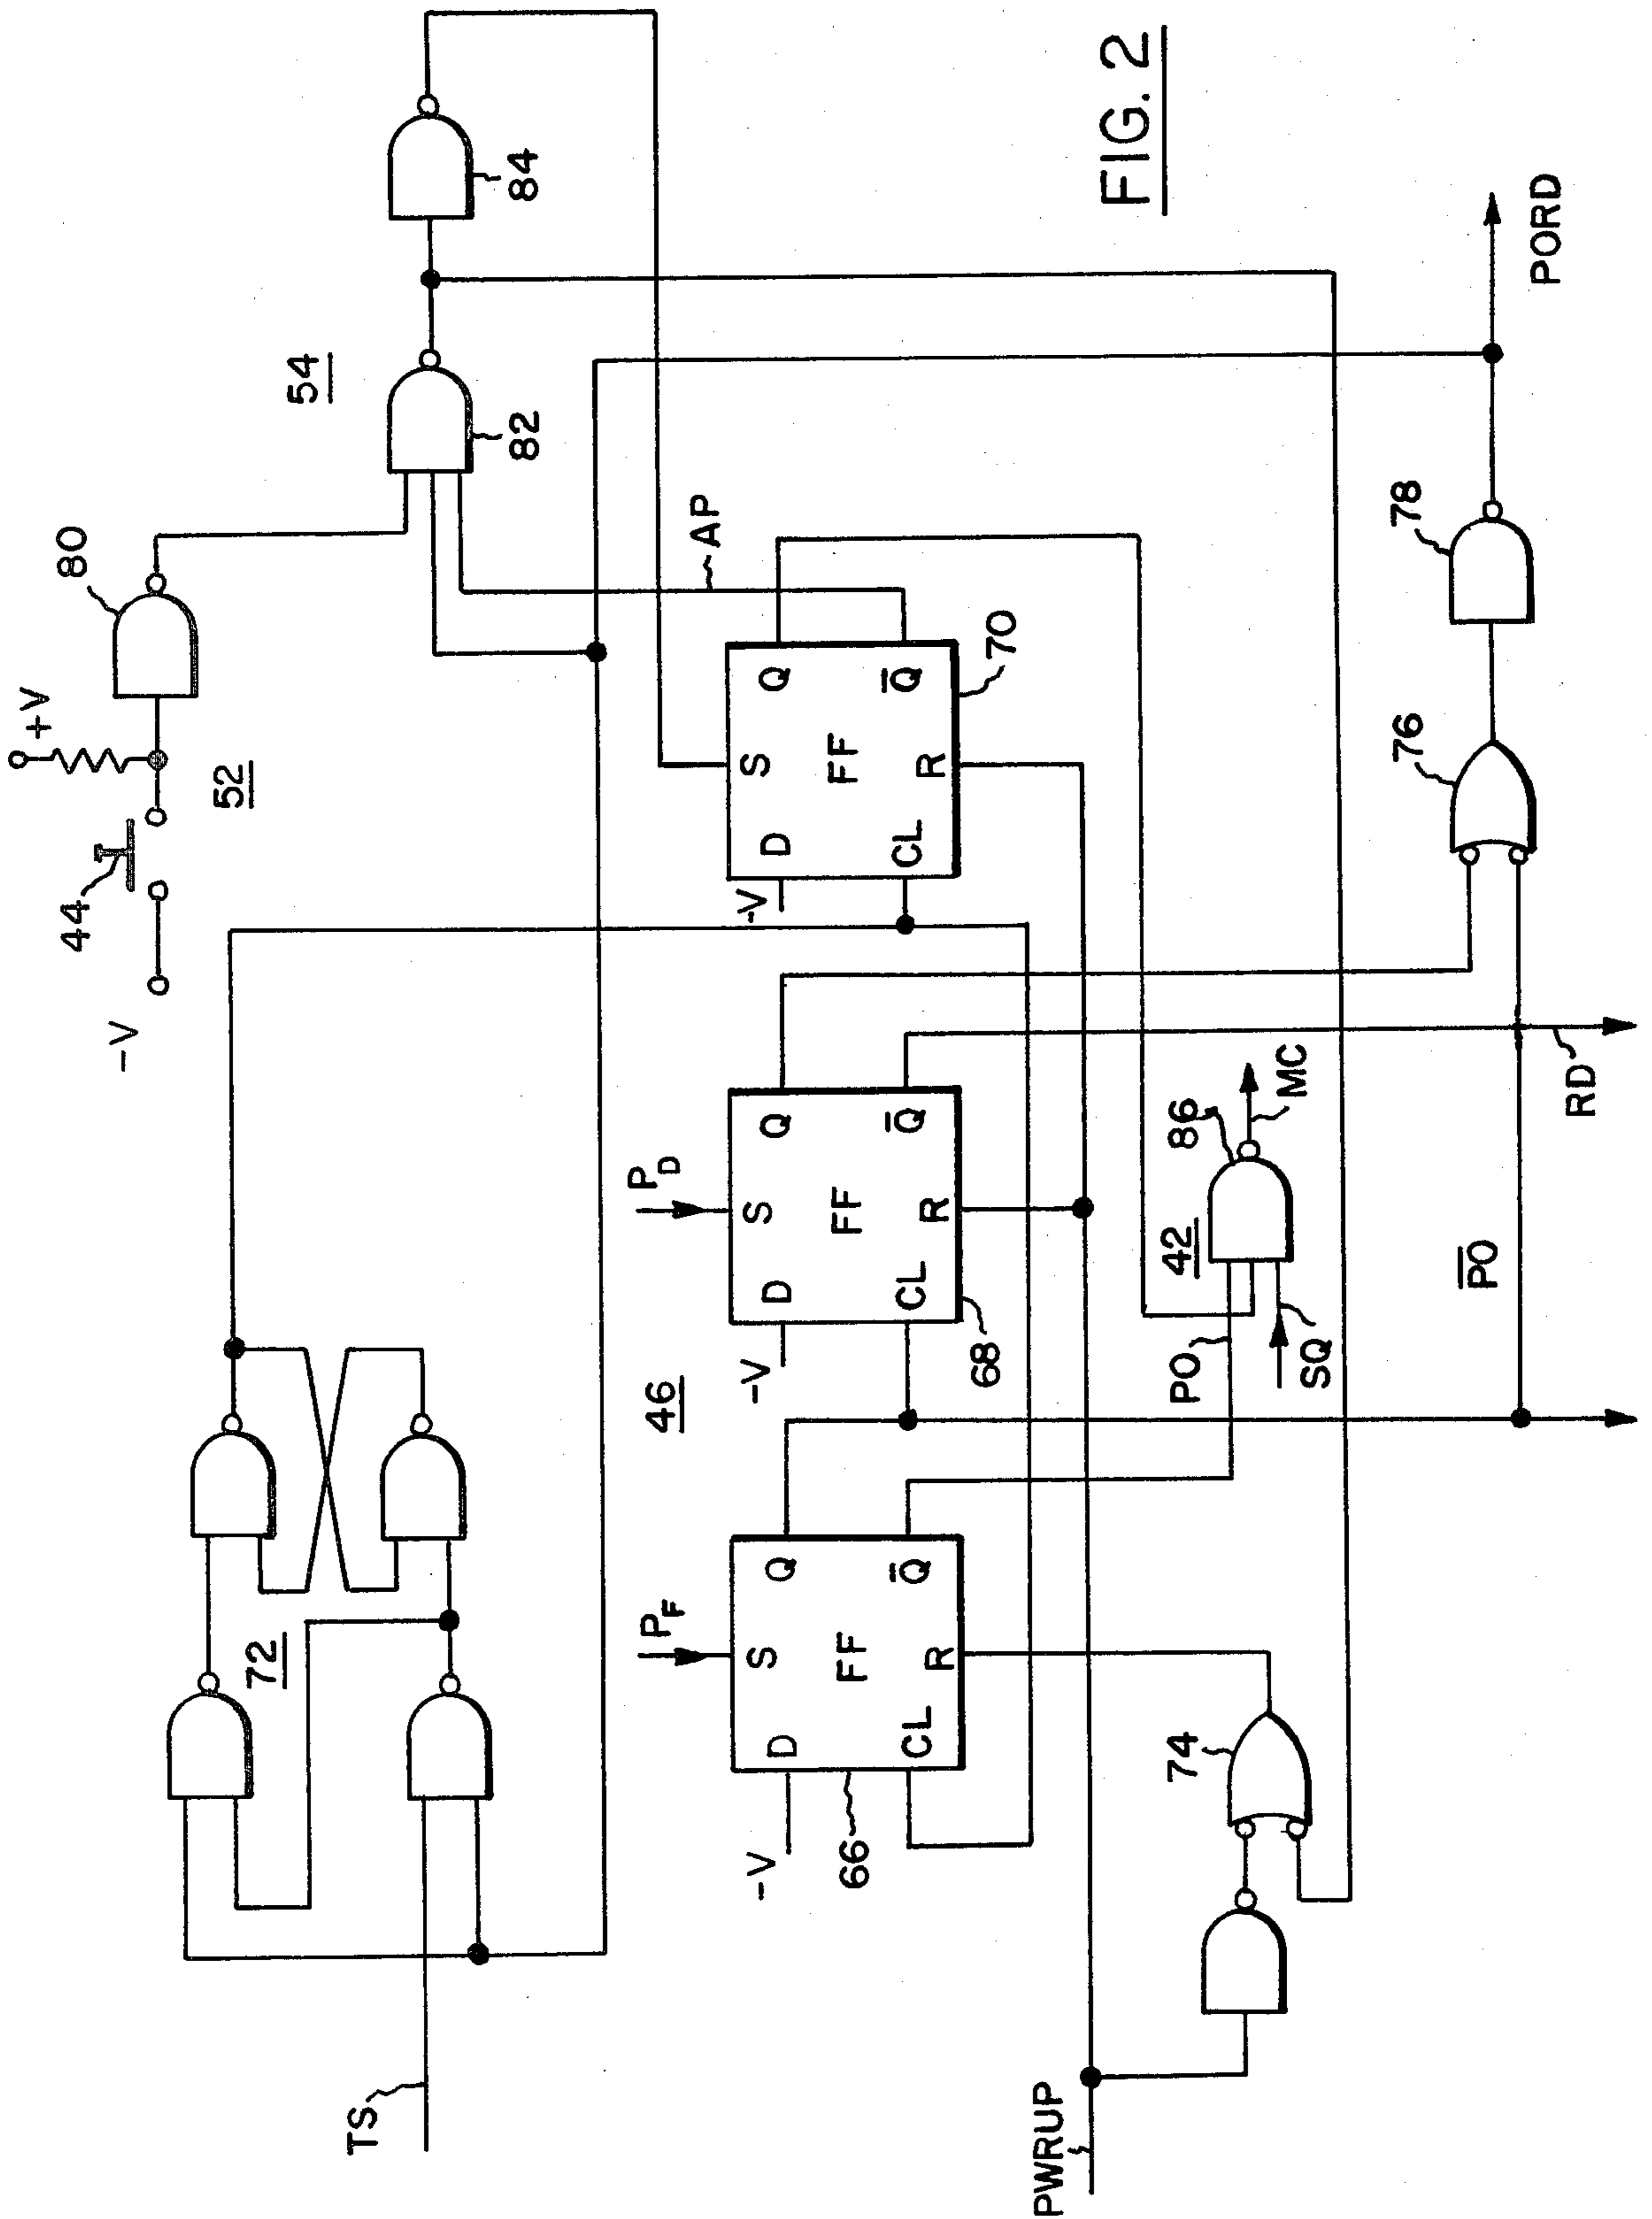 FIG. 2
-V
44
+V
52
80
54
82
84
TS
72
AP
46
-V
D
S
P_F
Q
Q̅
FF
CL
R
66
-V
D
S
P_D
Q
Q̅
FF
CL
R
68
-V
D
S
Q
Q̅
FF
CL
R
70
PWRUP
74
PO
42
86
MC
SQ
P̅O̅
RD
76
78
PORD